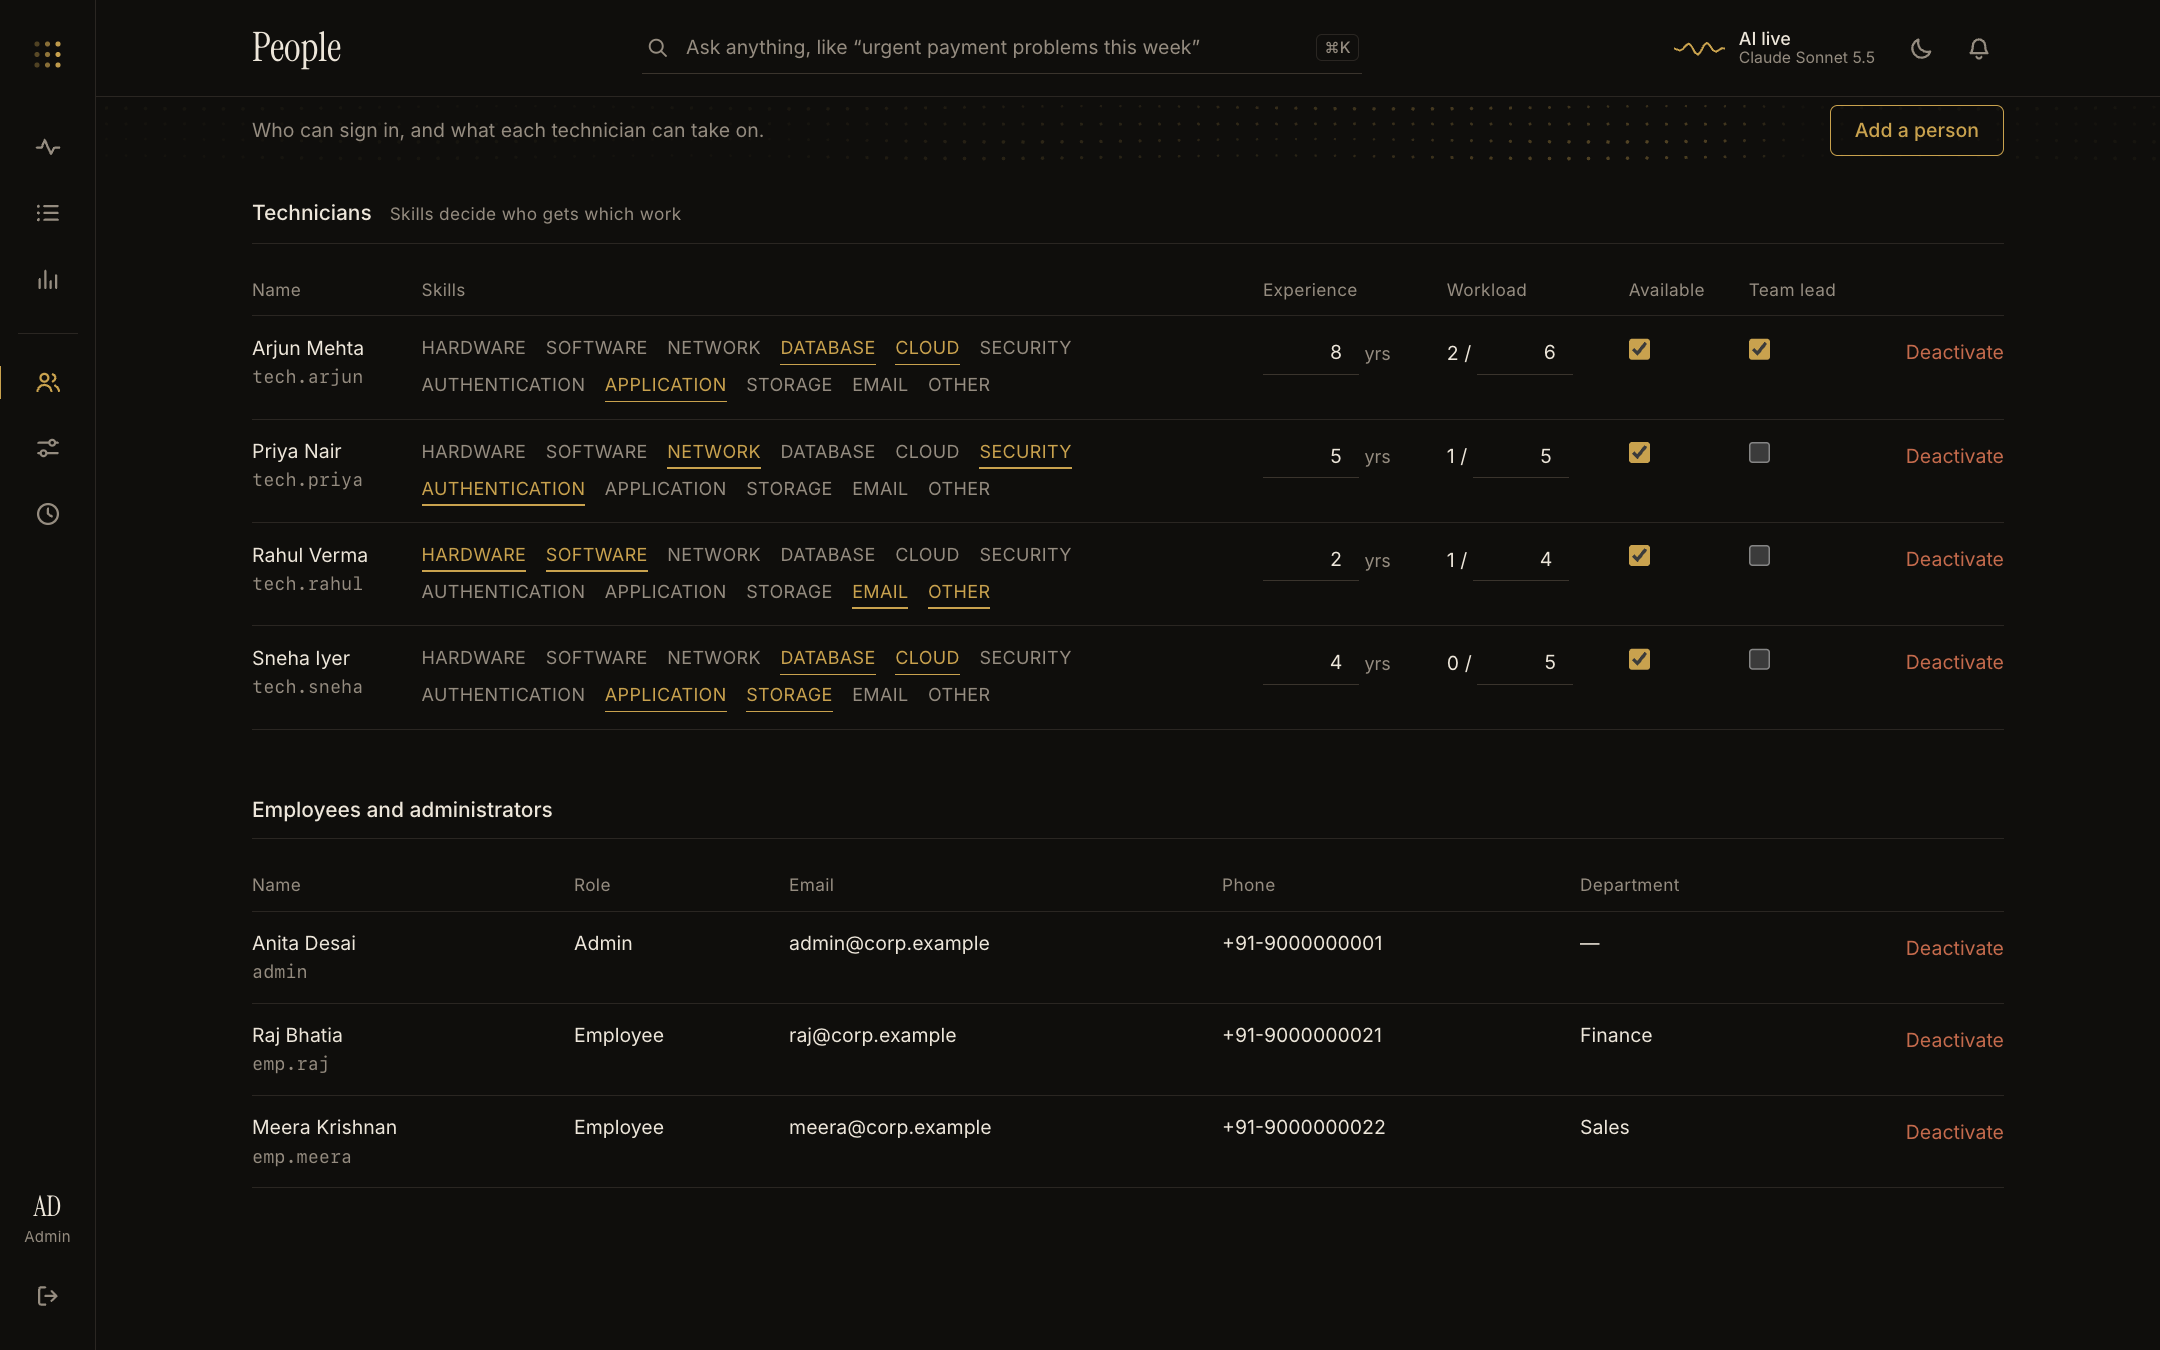 People
Ask anything, like “urgent payment problems this week”
⌘K
AI live
Claude Sonnet 5.5
Who can sign in, and what each technician can take on.
Add a person
Technicians Skills decide who gets which work
Name Skills Experience Workload Available Team lead
Arjun Mehta
tech.arjun
HARDWARE SOFTWARE NETWORK DATABASE CLOUD SECURITY
AUTHENTICATION APPLICATION STORAGE EMAIL OTHER
8 yrs 2 / 6 Deactivate
Priya Nair
tech.priya
HARDWARE SOFTWARE NETWORK DATABASE CLOUD SECURITY
AUTHENTICATION APPLICATION STORAGE EMAIL OTHER
5 yrs 1 / 5 Deactivate
Rahul Verma
tech.rahul
HARDWARE SOFTWARE NETWORK DATABASE CLOUD SECURITY
AUTHENTICATION APPLICATION STORAGE EMAIL OTHER
2 yrs 1 / 4 Deactivate
Sneha Iyer
tech.sneha
HARDWARE SOFTWARE NETWORK DATABASE CLOUD SECURITY
AUTHENTICATION APPLICATION STORAGE EMAIL OTHER
4 yrs 0 / 5 Deactivate
Employees and administrators
Name Role Email Phone Department
Anita Desai Admin admin@corp.example +91-9000000001 — Deactivate
admin
Raj Bhatia Employee raj@corp.example +91-9000000021 Finance Deactivate
emp.raj
Meera Krishnan Employee meera@corp.example +91-9000000022 Sales Deactivate
emp.meera
AD
Admin